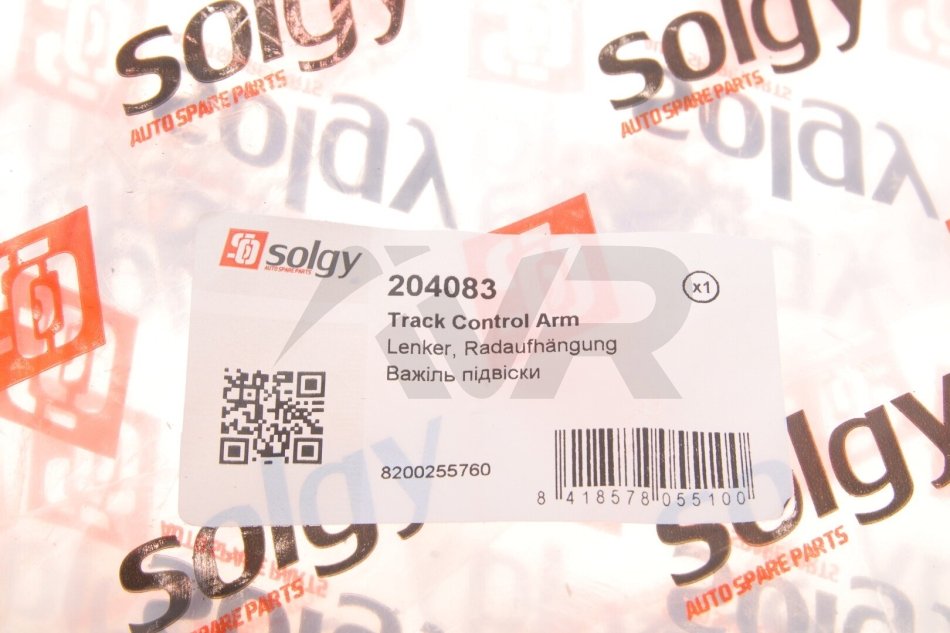 solgy
AUTO SPARE PARTS
solgy
AUTO SPARE PARTS
solgy
AUTO SPARE PARTS
204083
x1
Track Control Arm
Lenker, Radaufhängung
Важіль підвіски
8200255760
8 418578 055100
AVR
solgy
AUTO SPARE PARTS
solgy
AUTO SPARE PARTS